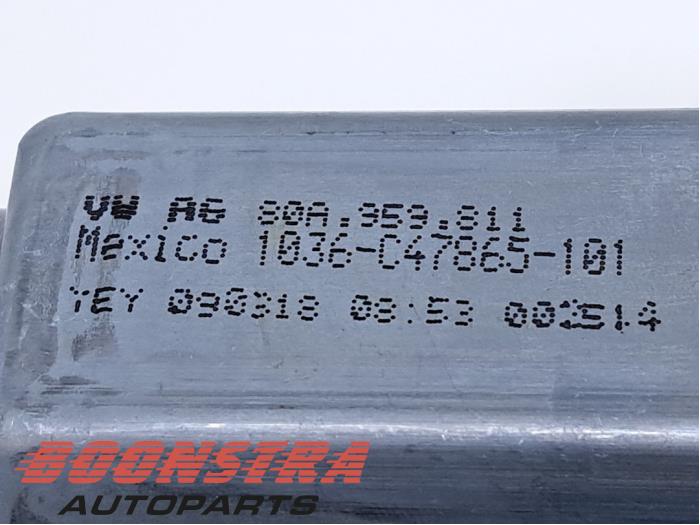 VW AG 80A.959.811
Mexico 1036-C47865-101
YEY 090318 08:53 002514
BOONSTRA
AUTOPARTS